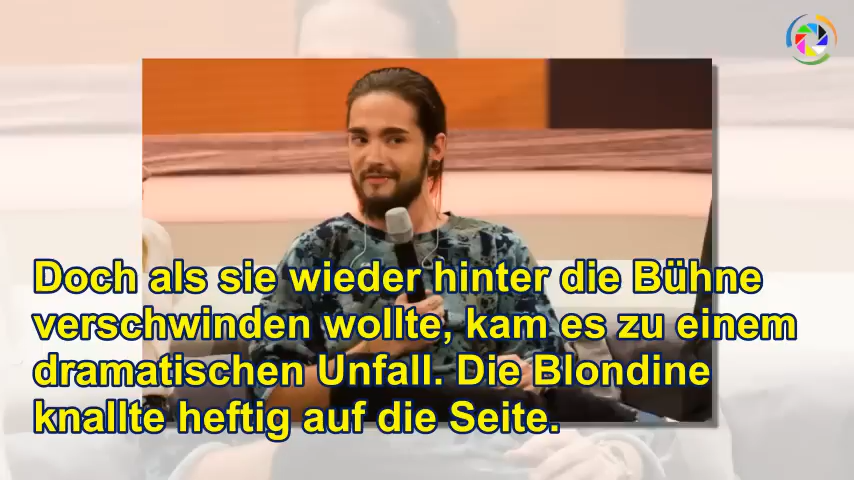 Doch als sie wieder hinter die Bühne
verschwinden wollte, kam es zu einem
dramatischen Unfall. Die Blondine
knallte heftig auf die Seite.